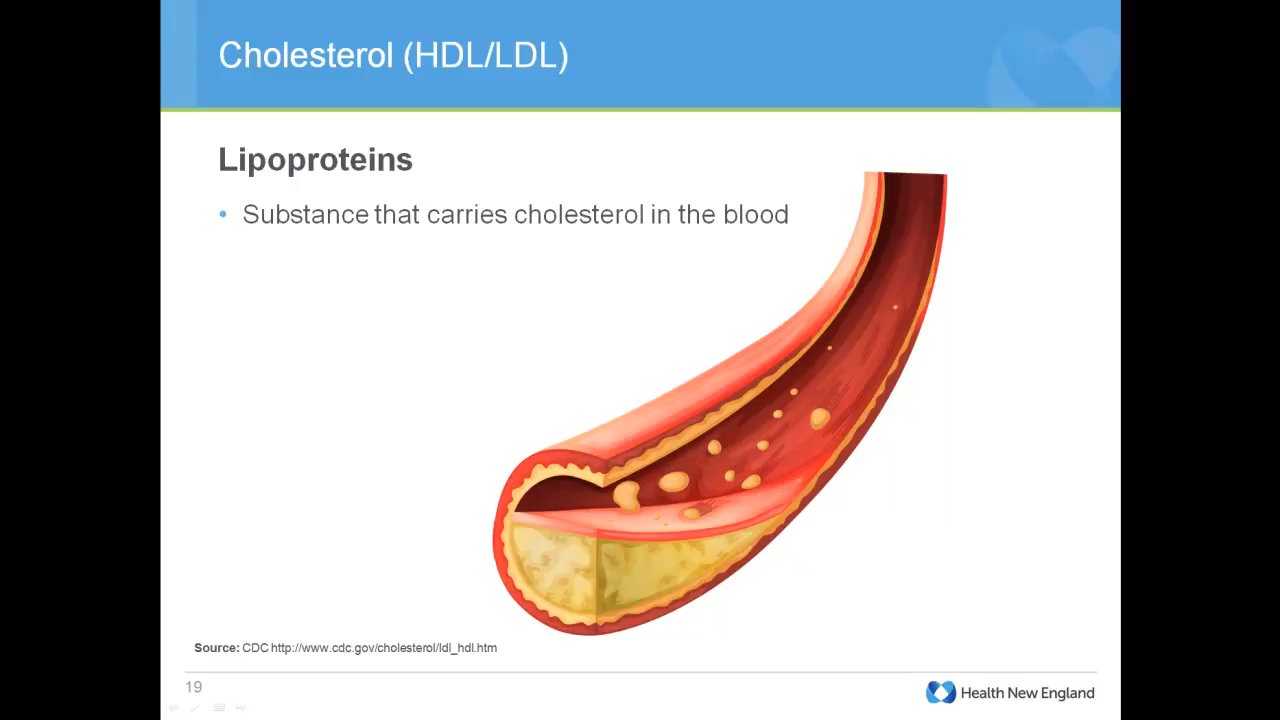 Cholesterol (HDL/LDL)
Lipoproteins
• Substance that carries cholesterol in the blood
Source: CDC http://www.cdc.gov/cholesterol/ldl_hdl.htm
19
Health New England